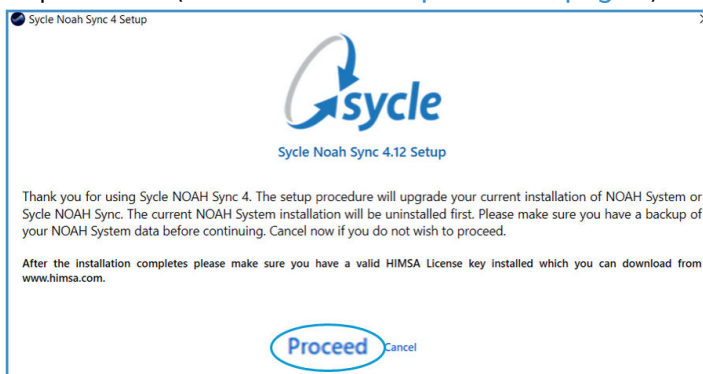 Sycle Noah Sync 4 Setup
sycle
Sycle Noah Sync 4.12 Setup
Thank you for using Sycle NOAH Sync 4. The setup procedure will upgrade your current installation of NOAH System or
Sycle NOAH Sync. The current NOAH System installation will be uninstalled first. Please make sure you have a backup of
your NOAH System data before continuing. Cancel now if you do not wish to proceed.
After the installation completes please make sure you have a valid HIMSA License key installed which you can download from
www.himsa.com.
Proceed Cancel